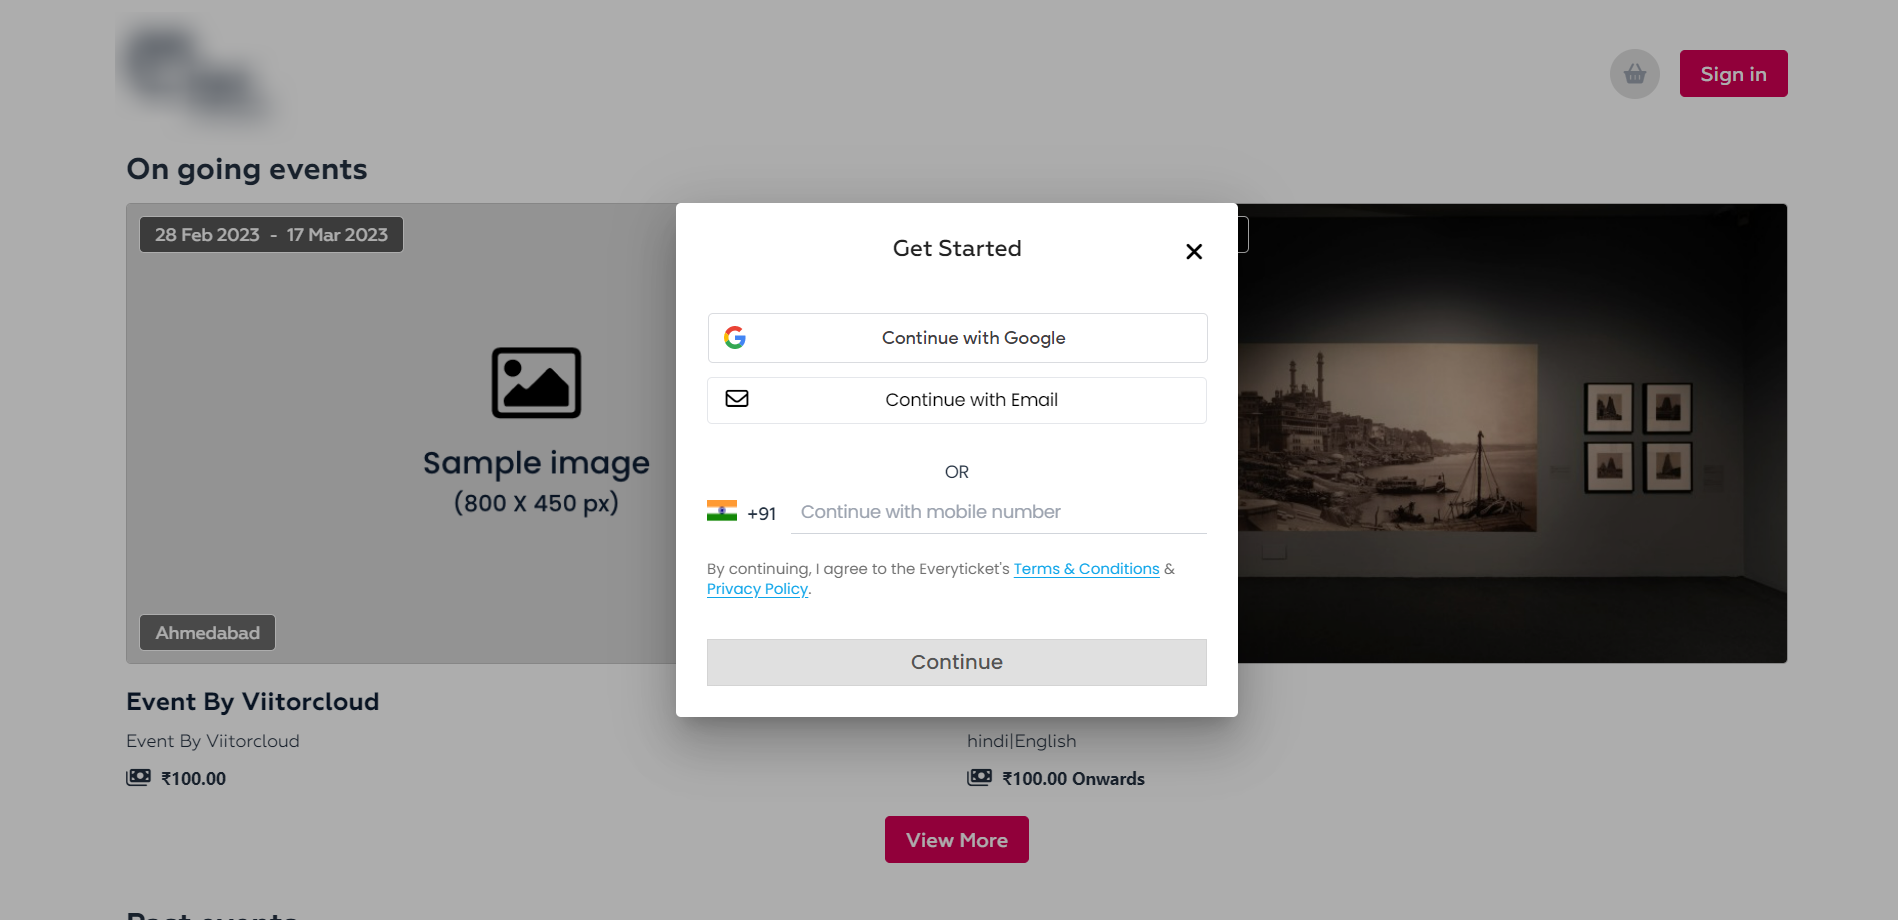 Sign in
On going events
28 Feb 2023 - 17 Mar 2023
Sample image
(800 X 450 px)
Ahmedabad
Get Started
Continue with Google
Continue with Email
OR
+91 Continue with mobile number
By continuing, I agree to the Everyticket's Terms & Conditions &
Privacy Policy.
Continue
Event By Viitorcloud
Event By Viitorcloud
₹100.00
hindi|English
₹100.00 Onwards
View More
Past events